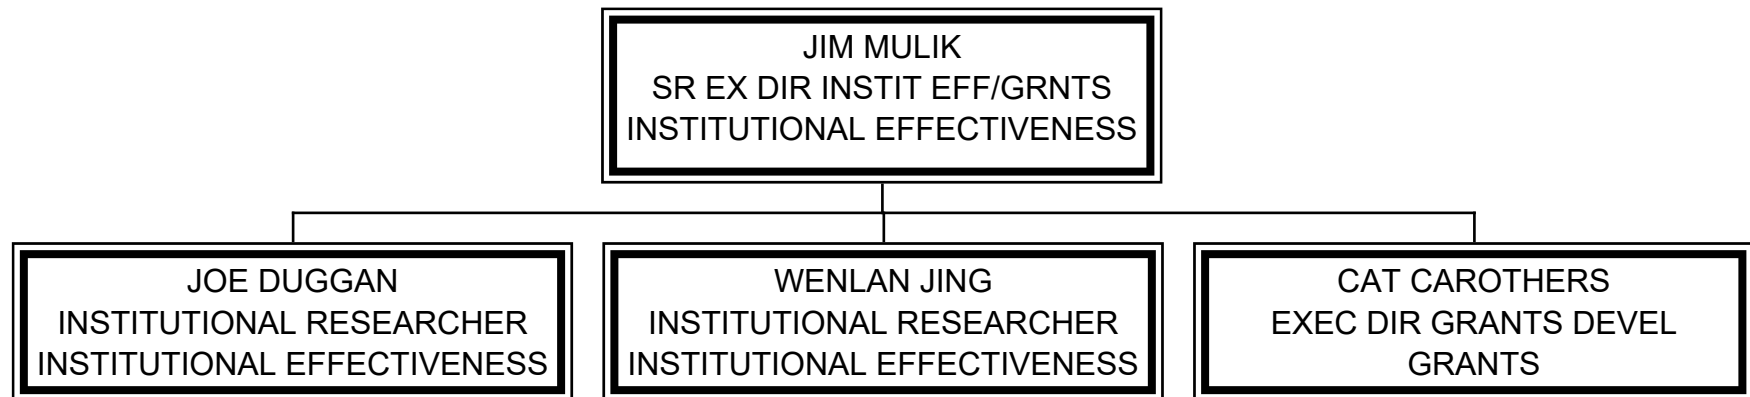 JIM MULIK
SR EX DIR INSTIT EFF/GRNTS
INSTITUTIONAL EFFECTIVENESS
JOE DUGGAN
INSTITUTIONAL RESEARCHER
INSTITUTIONAL EFFECTIVENESS
WENLAN JING
INSTITUTIONAL RESEARCHER
INSTITUTIONAL EFFECTIVENESS
CAT CAROTHERS
EXEC DIR GRANTS DEVEL
GRANTS